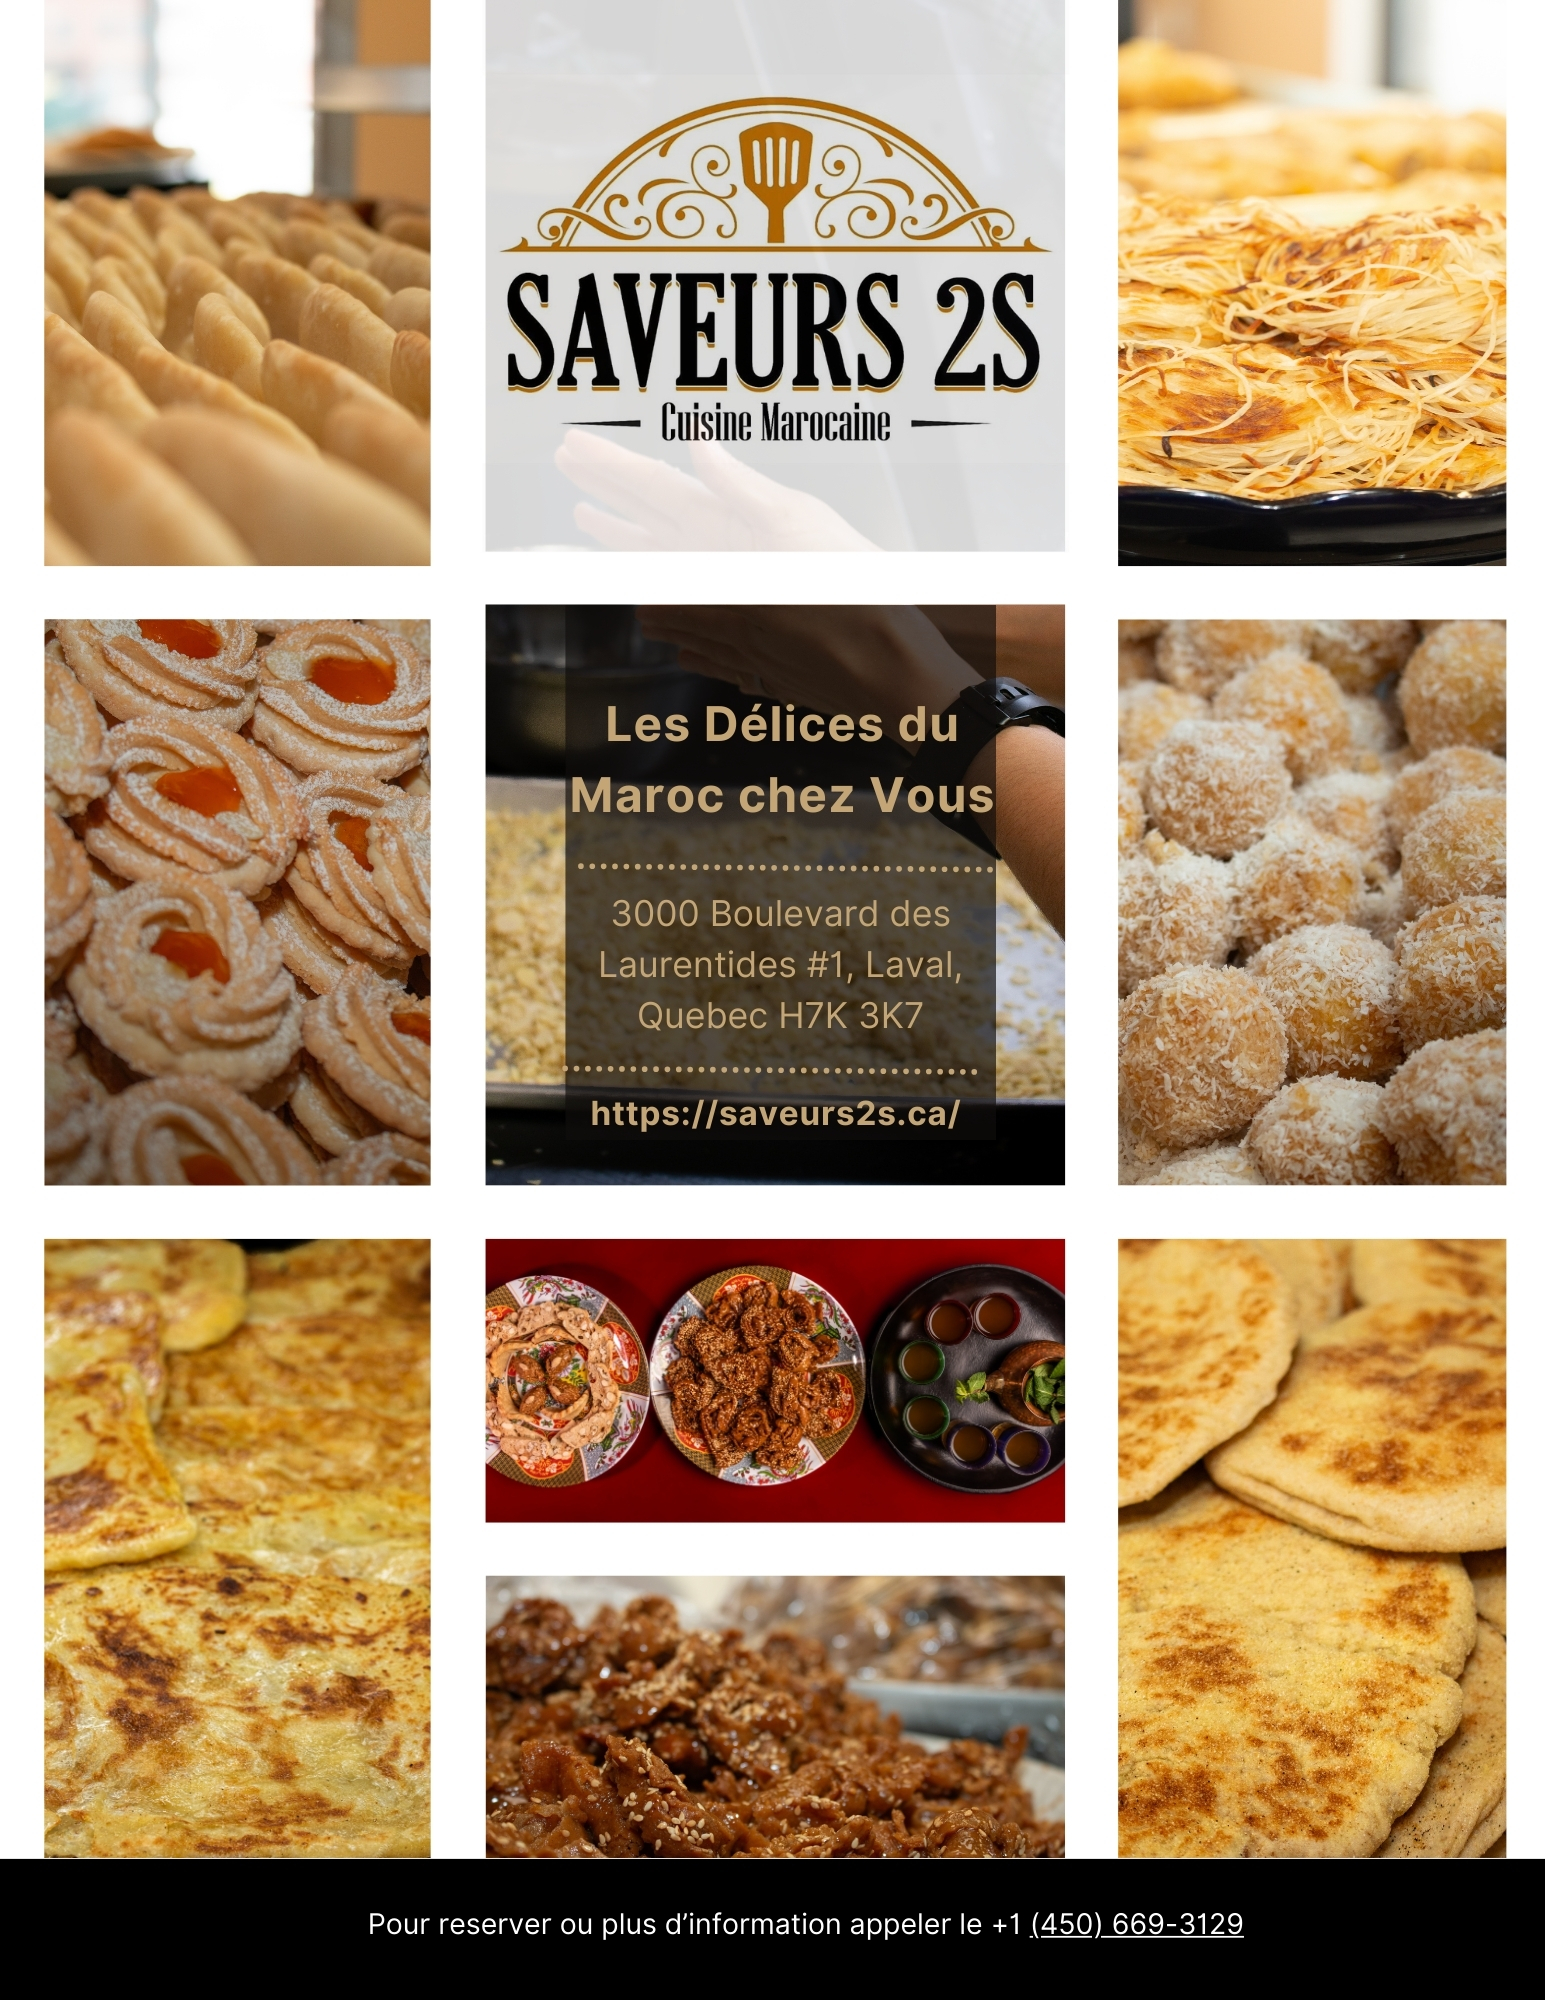 SAVEURS 2S
Cuisine Marocaine
Les Délices du
Maroc chez Vous
3000 Boulevard des
Laurentides #1, Laval,
Quebec H7K 3K7
https://saveurs2s.ca/
Pour reserver ou plus d’information appeler le +1 (450) 669-3129